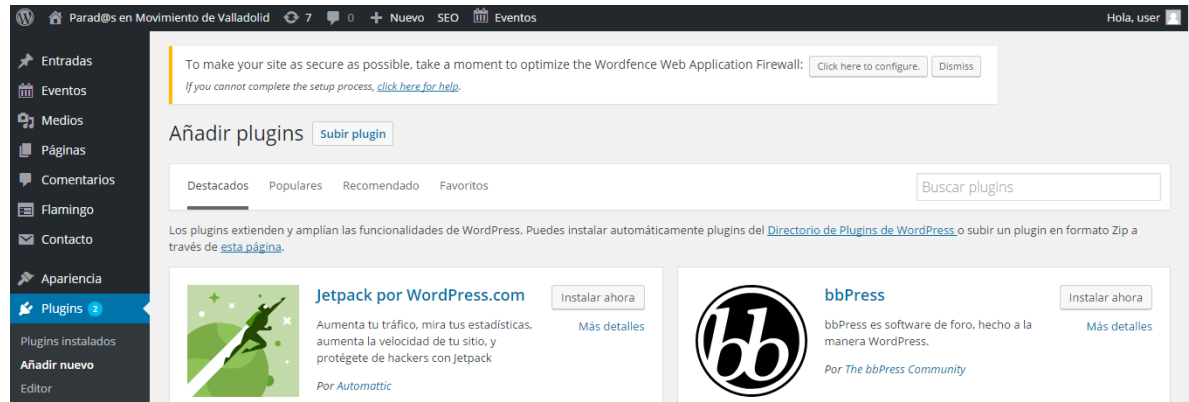 Parad@s en Movimiento de Valladolid 7 0 + Nuevo SEO Eventos Hola, user
Entradas
Eventos
Medios
Páginas
Comentarios
Flamingo
Contacto
Apariencia
Plugins 2
Plugins instalados
Añadir nuevo
Editor
To make your site as secure as possible, take a moment to optimize the Wordfence Web Application Firewall: Click here to configure. Dismiss
If you cannot complete the setup process, click here for help.
Añadir plugins Subir plugin
Destacados Populares Recomendado Favoritos Buscar plugins
Los plugins extienden y amplían las funcionalidades de WordPress. Puedes instalar automáticamente plugins del Directorio de Plugins de WordPress o subir un plugin en formato Zip a
través de esta página.
Jetpack por WordPress.com Instalar ahora
Aumenta tu tráfico, mira tus estadísticas, Más detalles
aumenta la velocidad de tu sitio, y
protégete de hackers con Jetpack
Por Automattic
bb
bbPress Instalar ahora
bbPress es software de foro, hecho a la Más detalles
manera WordPress.
Por The bbPress Community